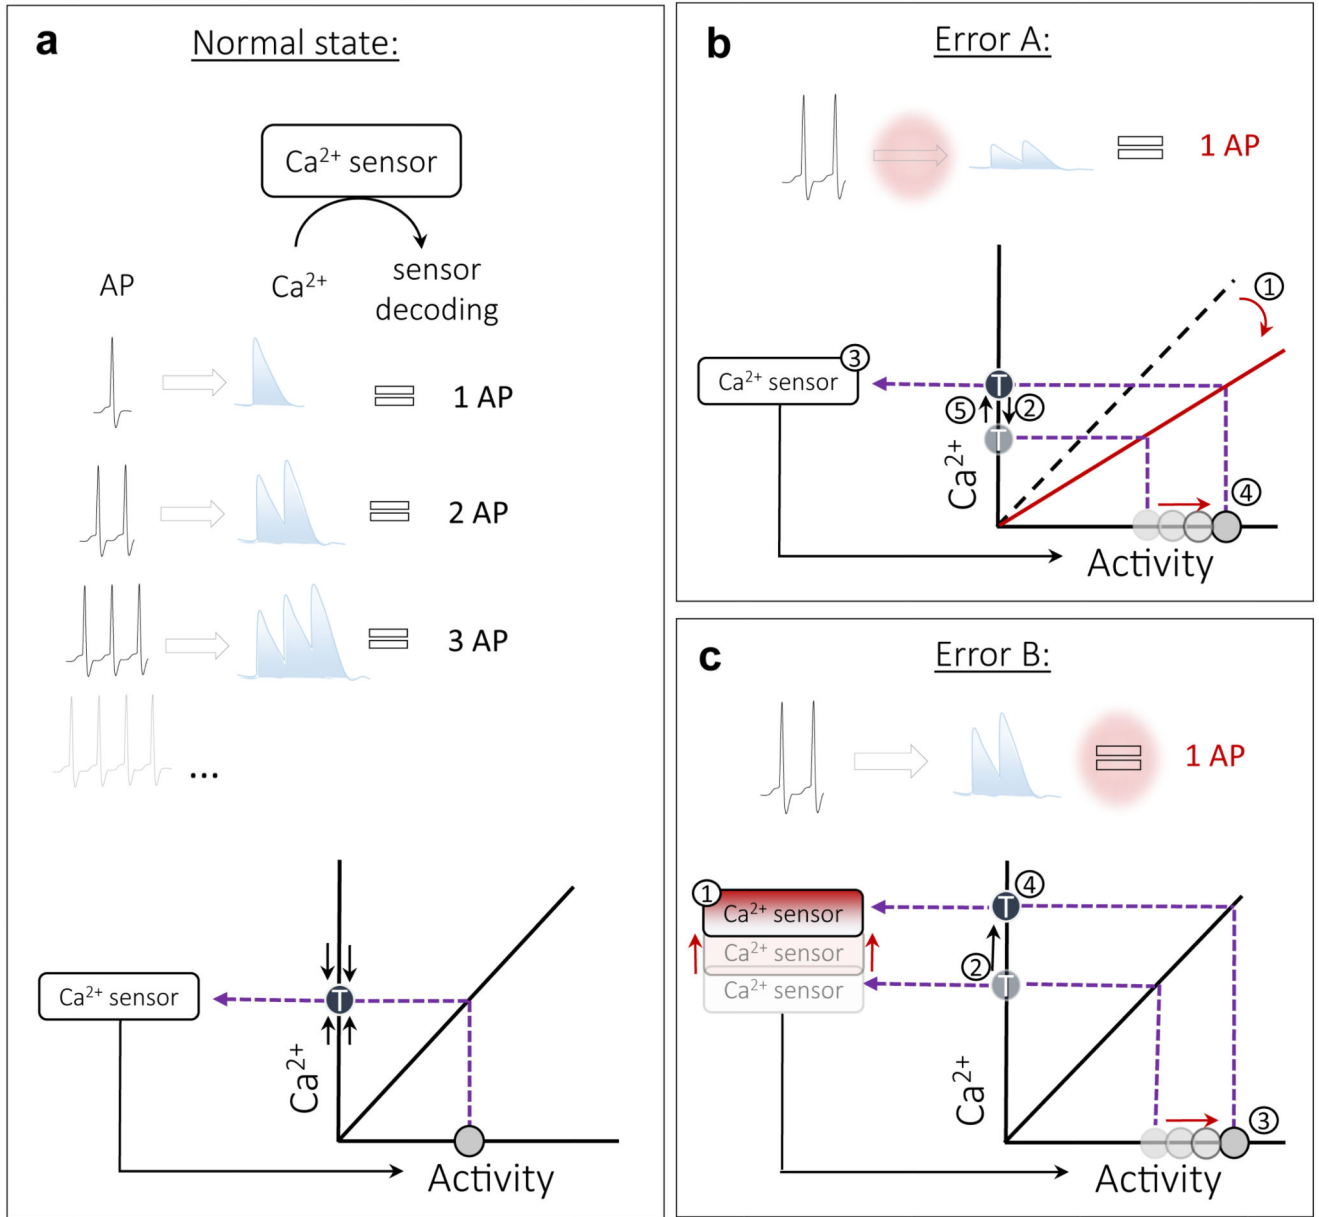 a
Normal state:
Ca²⁺ sensor
AP
Ca²⁺
sensor
decoding
1 AP
2 AP
3 AP
...
Ca²⁺ sensor
T
Ca²⁺
Activity
b
Error A:
1 AP
1
Ca²⁺ sensor
3
T
5
2
T
Ca²⁺
4
Activity
c
Error B:
1 AP
1
Ca²⁺ sensor
Ca²⁺ sensor
Ca²⁺ sensor
T
4
2
T
Ca²⁺
3
Activity